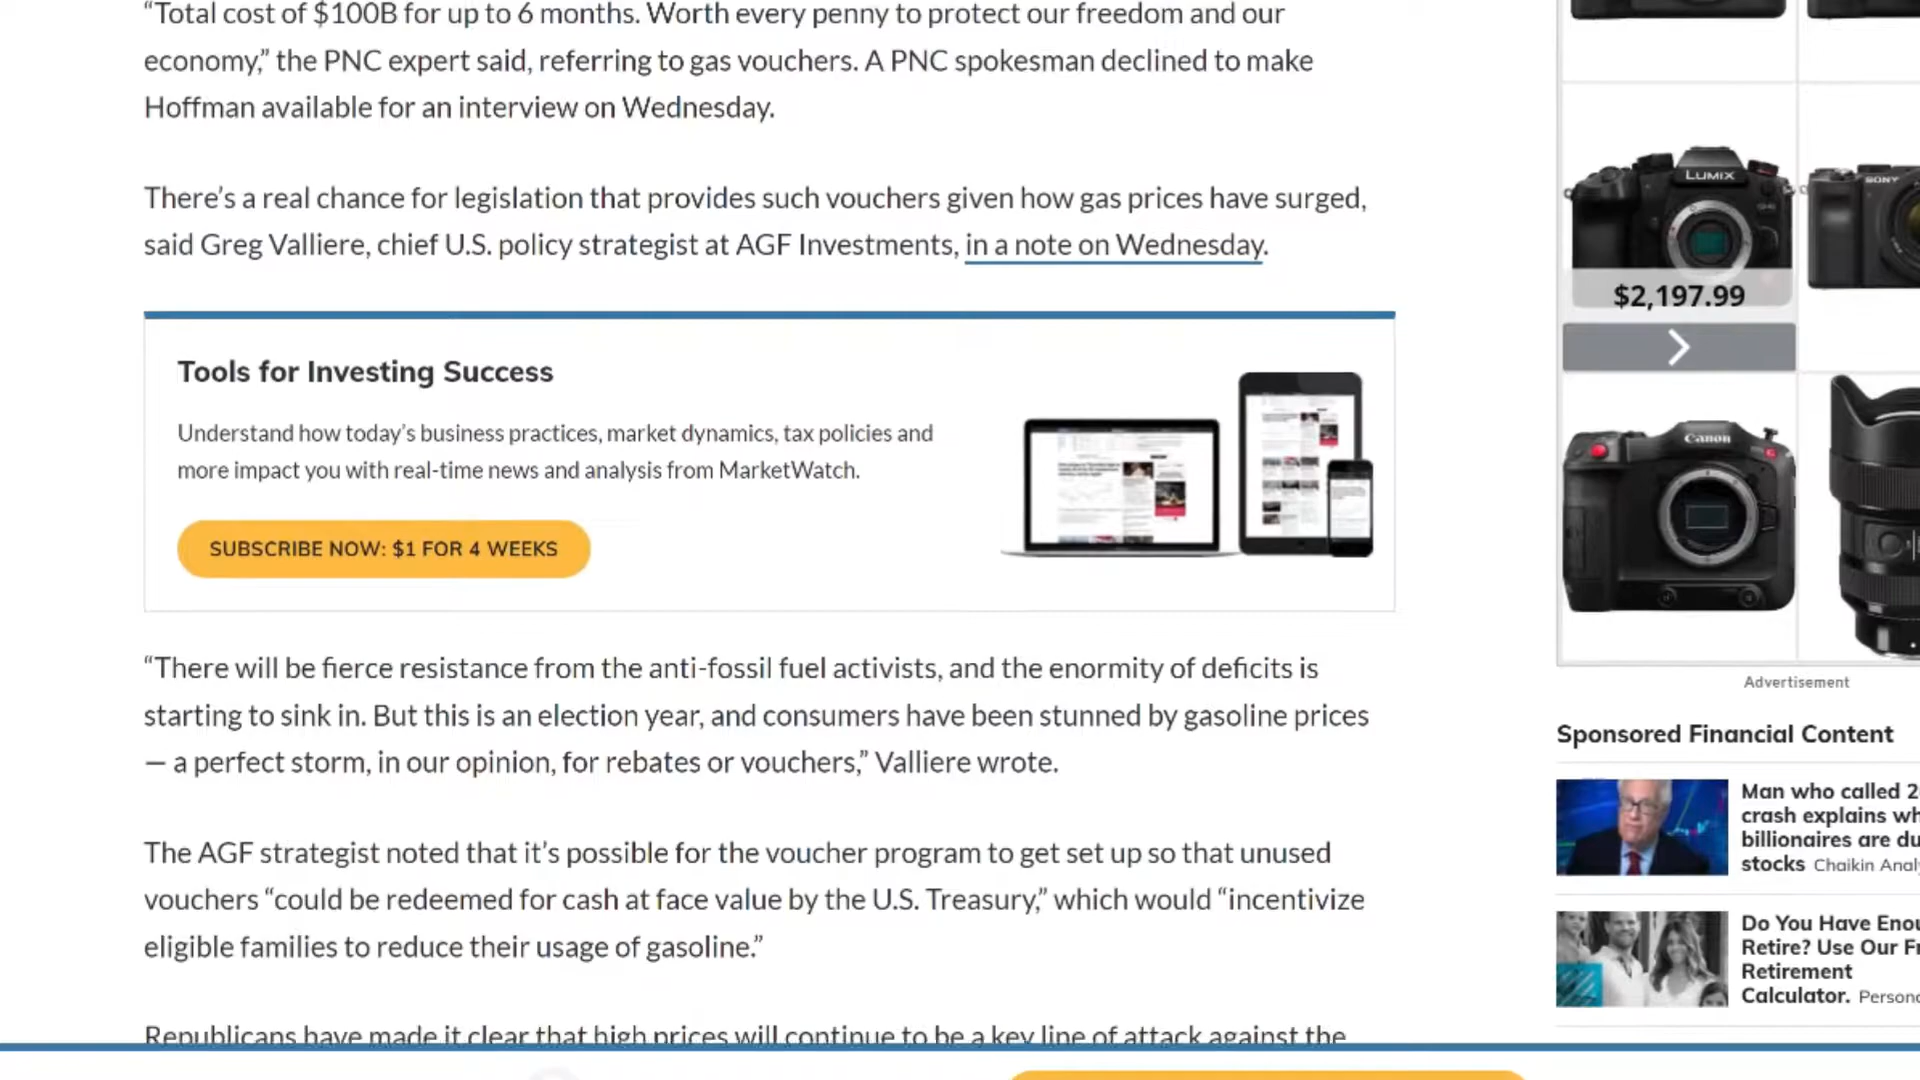 “Total cost of $100B for up to 6 months. Worth every penny to protect our freedom and our
economy,” the PNC expert said, referring to gas vouchers. A PNC spokesman declined to make
Hoffman available for an interview on Wednesday.
There’s a real chance for legislation that provides such vouchers given how gas prices have surged,
said Greg Valliere, chief U.S. policy strategist at AGF Investments, in a note on Wednesday.
Tools for Investing Success
Understand how today’s business practices, market dynamics, tax policies and
more impact you with real-time news and analysis from MarketWatch.
SUBSCRIBE NOW: $1 FOR 4 WEEKS
“There will be fierce resistance from the anti-fossil fuel activists, and the enormity of deficits is
starting to sink in. But this is an election year, and consumers have been stunned by gasoline prices
— a perfect storm, in our opinion, for rebates or vouchers,” Valliere wrote.
The AGF strategist noted that it’s possible for the voucher program to get set up so that unused
vouchers “could be redeemed for cash at face value by the U.S. Treasury,” which would “incentivize
eligible families to reduce their usage of gasoline.”
Republicans have made it clear that high prices will continue to be a key line of attack against the
LUMIX
SONY
$2,197.99
Canon
Advertisement
Sponsored Financial Content
Man who called 2
crash explains wh
billionaires are du
stocks Chaikin Analy
Do You Have Enou
Retire? Use Our Fr
Retirement
Calculator. Persona